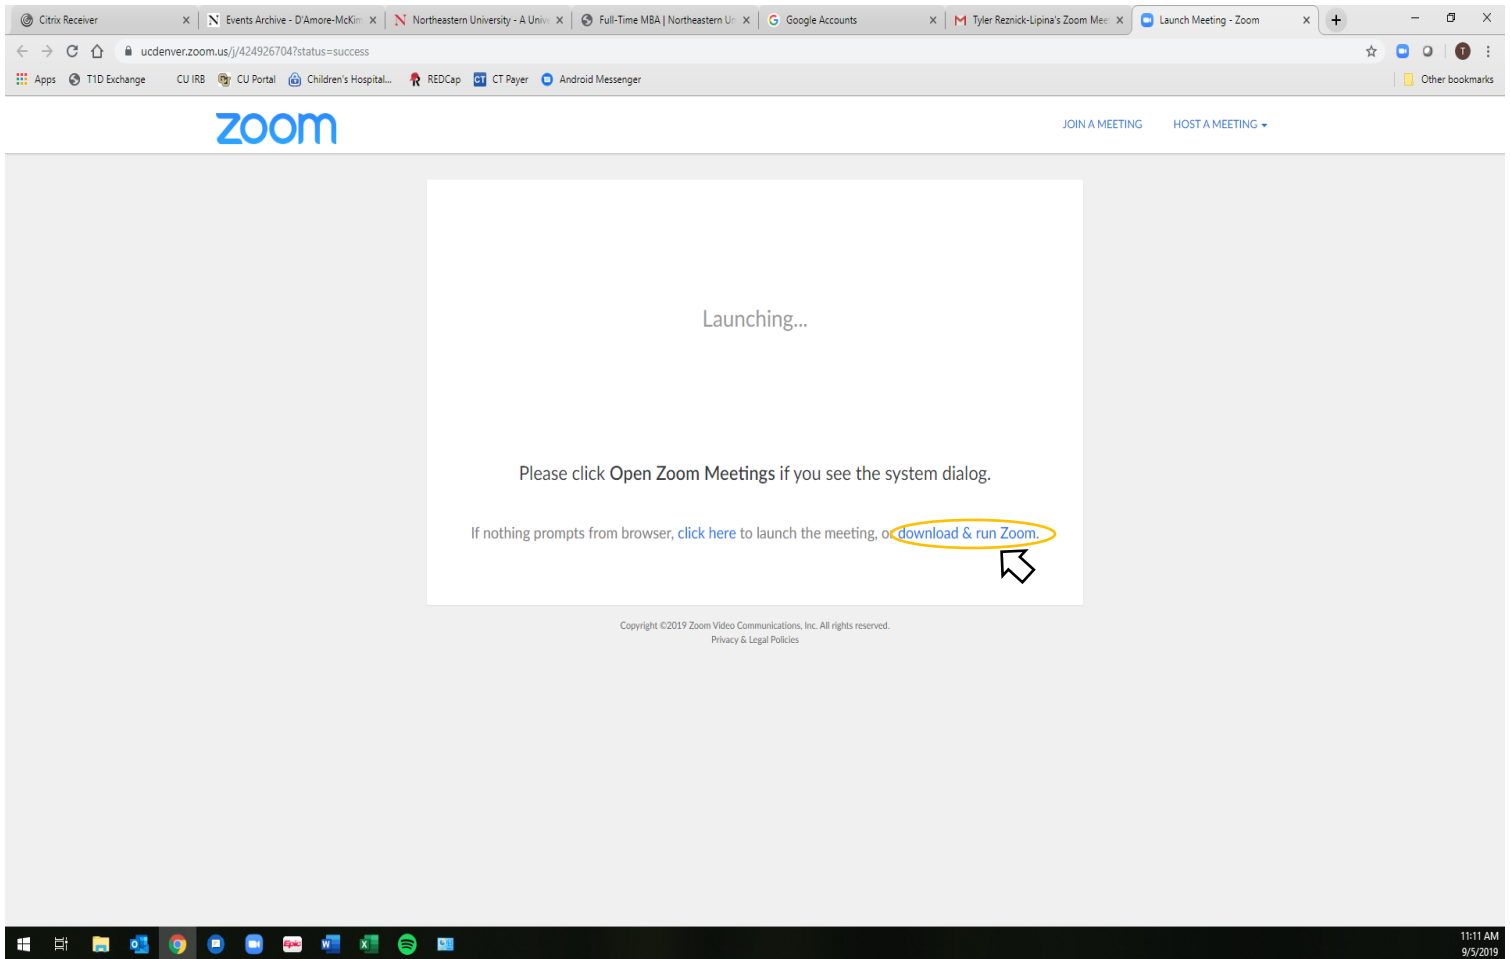 Citrix Receiver
Events Archive - D'Amore-McKim
Northeastern University - A Unive
Full-Time MBA | Northeastern Un
Google Accounts
Tyler Reznick-Lipina's Zoom Mee
Launch Meeting - Zoom
ucdenver.zoom.us/j/424926704?status=success
T
Apps
T1D Exchange
CU IRB
CU Portal
Children's Hospital...
REDCap
CT
CT Payer
Android Messenger
Other bookmarks
zoom
JOIN A MEETING
HOST A MEETING
Launching...
Please click Open Zoom Meetings if you see the system dialog.
If nothing prompts from browser, click here to launch the meeting, or download & run Zoom.
Copyright ©2019 Zoom Video Communications, Inc. All rights reserved.
Privacy & Legal Policies
Epic
11:11 AM
9/5/2019